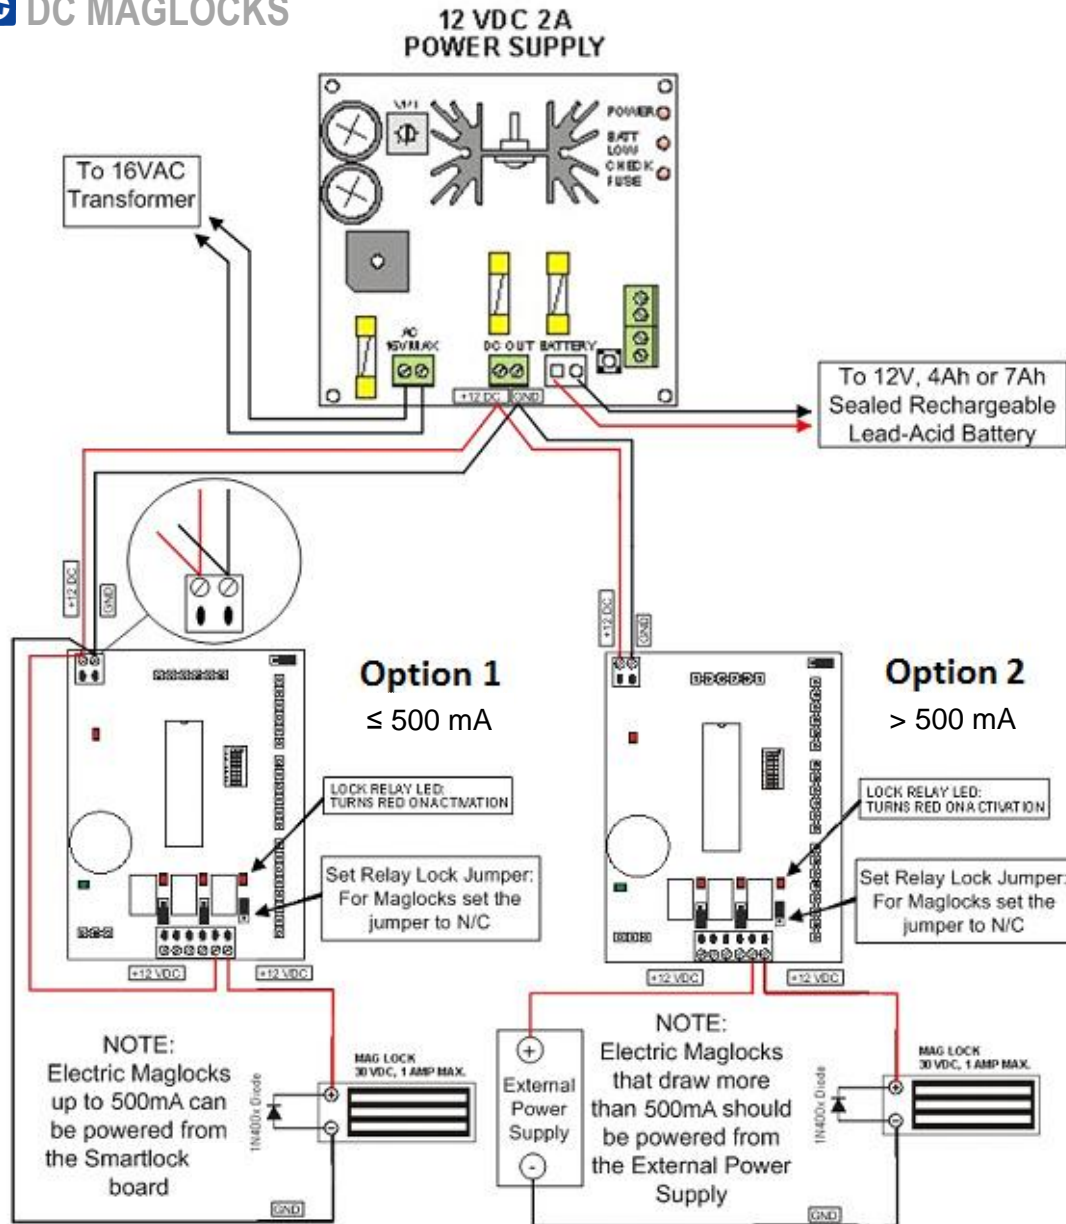 DC MAGLOCKS
12 VDC 2A
POWER SUPPLY
POWER
BATT
LOW
CHECK
FUSE
To 16VAC
Transformer
AC
16V MAX
DC OUT
BATTERY
+12 DC
GND
To 12V, 4Ah or 7Ah
Sealed Rechargeable
Lead-Acid Battery
+12 DC
GND
+12 DC
GND
Option 1
≤ 500 mA
Option 2
> 500 mA
LOCK RELAY LED:
TURNS RED ON ACTIVATION
Set Relay Lock Jumper:
For Maglocks set the
jumper to N/C
LOCK RELAY LED:
TURNS RED ON ACTIVATION
Set Relay Lock Jumper:
For Maglocks set the
jumper to N/C
+12 VDC
+12 VDC
+12 VDC
+12 VDC
NOTE:
Electric Maglocks
up to 500mA can
be powered from
the Smartlock
board
1N400x Diode
MAG LOCK
30 VDC, 1 AMP MAX.
GND
+
External
Power
Supply
-
NOTE:
Electric Maglocks
that draw more
than 500mA should
be powered from
the External Power
Supply
1N400x Diode
MAG LOCK
30 VDC, 1 AMP MAX.
GND